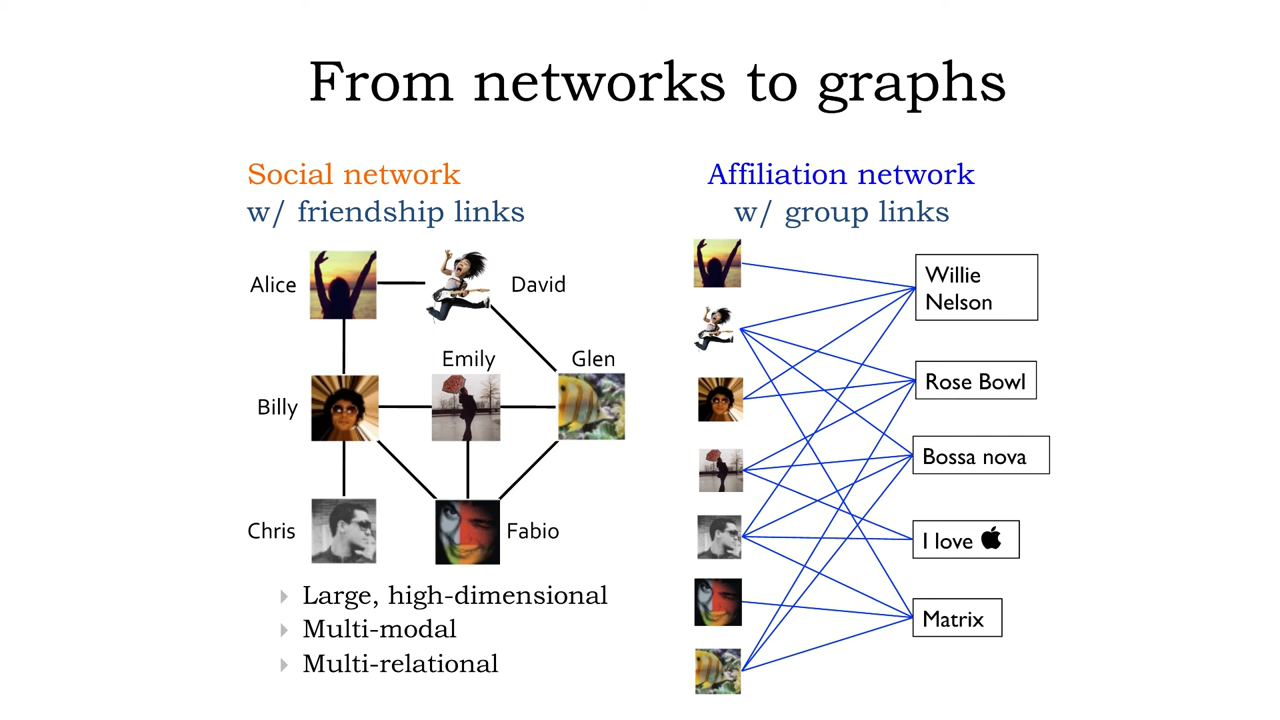 From networks to graphs
Social network
w/ friendship links
Affiliation network
w/ group links
Alice
David
Emily
Glen
Billy
Chris
Fabio
Large, high-dimensional
Multi-modal
Multi-relational
Willie
Nelson
Rose Bowl
Bossa nova
I love
Matrix